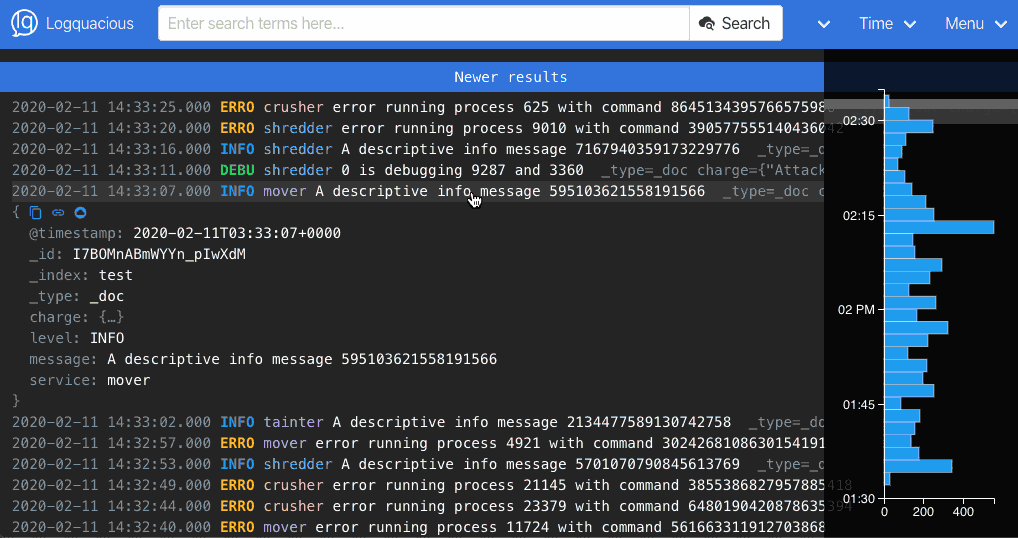 Logquacious
Enter search terms here...
Search
Time
Menu
Newer results
2020-02-11 14:33:25.000 ERRO crusher error running process 625 with command 8645134395766575986
2020-02-11 14:33:20.000 ERRO shredder error running process 9010 with command 390577555140436042
2020-02-11 14:33:16.000 INFO shredder A descriptive info message 7167940359173229776 _type=_doc
2020-02-11 14:33:11.000 DEBU shredder 0 is debugging 9287 and 3360 _type=_doc charge={"Attack
2020-02-11 14:33:07.000 INFO mover A descriptive info message 595103621558191566 _type=_doc c
{
@timestamp: 2020-02-11T03:33:07+0000
_id: I7BOMnABmWYYn_pIwXdM
_index: test
_type: _doc
charge: {…}
level: INFO
message: A descriptive info message 595103621558191566
service: mover
}
2020-02-11 14:33:02.000 INFO tainter A descriptive info message 2134477589130742758 _type=_doc
2020-02-11 14:32:57.000 ERRO mover error running process 4921 with command 3024268108630154191
2020-02-11 14:32:53.000 INFO shredder A descriptive info message 5701070790845613769 _type=_doc
2020-02-11 14:32:49.000 ERRO crusher error running process 21145 with command 3855386827957885418
2020-02-11 14:32:44.000 ERRO crusher error running process 23379 with command 6480190420878635394
2020-02-11 14:32:40.000 ERRO mover error running process 11724 with command 561663311912703868
02:30
02:15
02 PM
01:45
01:30
0 200 400